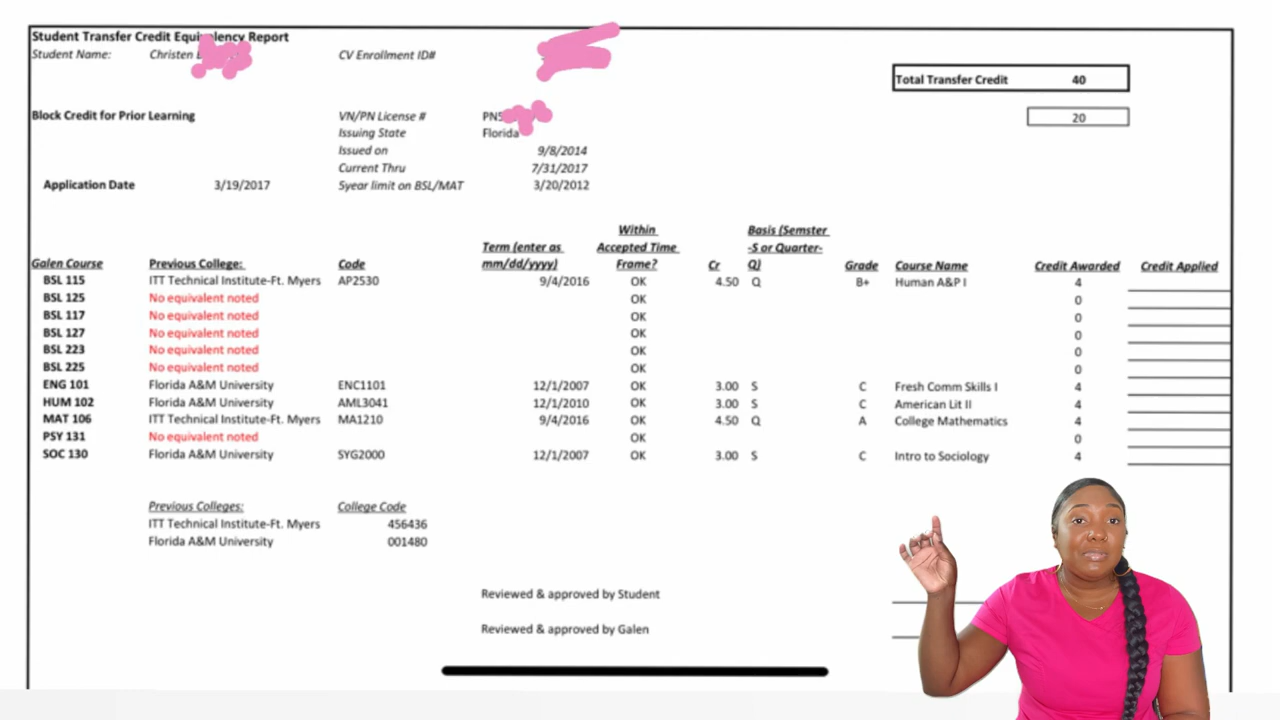 Student Transfer Credit Equivalency Report
Student Name: Christen CV Enrollment ID#
Total Transfer Credit 40
Block Credit for Prior Learning VN/PN License # PN5 20
Issuing State Florida
Issued on 9/8/2014
Current Thru 7/31/2017
Application Date 3/19/2017 5year limit on BSL/MAT 3/20/2012
Within Basis (Semster
Term (enter as Accepted Time -S or Quarter-
Galen Course Previous College: Code mm/dd/yyyy) Frame? Cr Q) Grade Course Name Credit Awarded Credit Applied
BSL 115 ITT Technical Institute-Ft. Myers AP2530 9/4/2016 OK 4.50 Q B+ Human A&P I 4
BSL 125 No equivalent noted OK 0
BSL 117 No equivalent noted OK 0
BSL 127 No equivalent noted OK 0
BSL 223 No equivalent noted OK 0
BSL 225 No equivalent noted OK 0
ENG 101 Florida A&M University ENC1101 12/1/2007 OK 3.00 S C Fresh Comm Skills I 4
HUM 102 Florida A&M University AML3041 12/1/2010 OK 3.00 S C American Lit II 4
MAT 106 ITT Technical Institute-Ft. Myers MA1210 9/4/2016 OK 4.50 Q A College Mathematics 4
PSY 131 No equivalent noted OK 0
SOC 130 Florida A&M University SYG2000 12/1/2007 OK 3.00 S C Intro to Sociology 4
Previous Colleges: College Code
ITT Technical Institute-Ft. Myers 456436
Florida A&M University 001480
Reviewed & approved by Student
Reviewed & approved by Galen